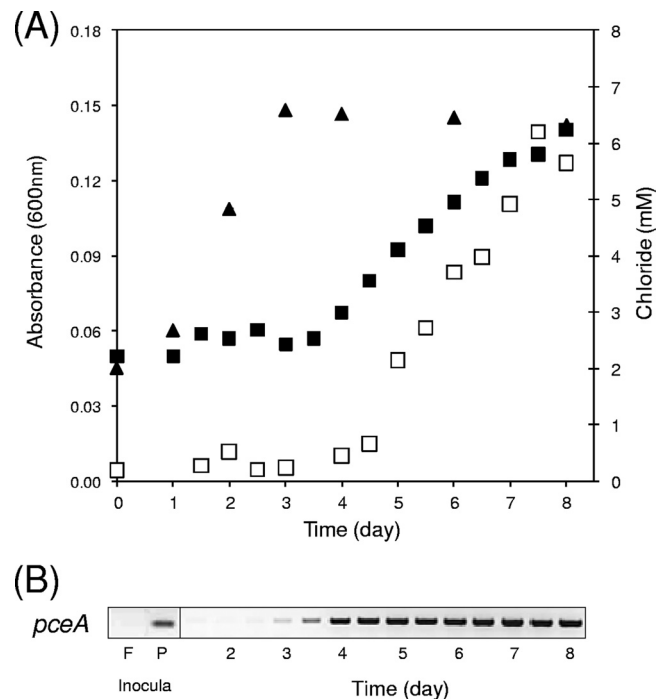 (A)
0.18
0.15
0.12
0.09
0.06
0.03
0.00
Absorbance (600nm)
8
7
6
5
4
3
2
1
0
Chloride (mM)
0 1 2 3 4 5 6 7 8
Time (day)
(B)
pceA
F P 2 3 4 5 6 7 8
Inocula Time (day)